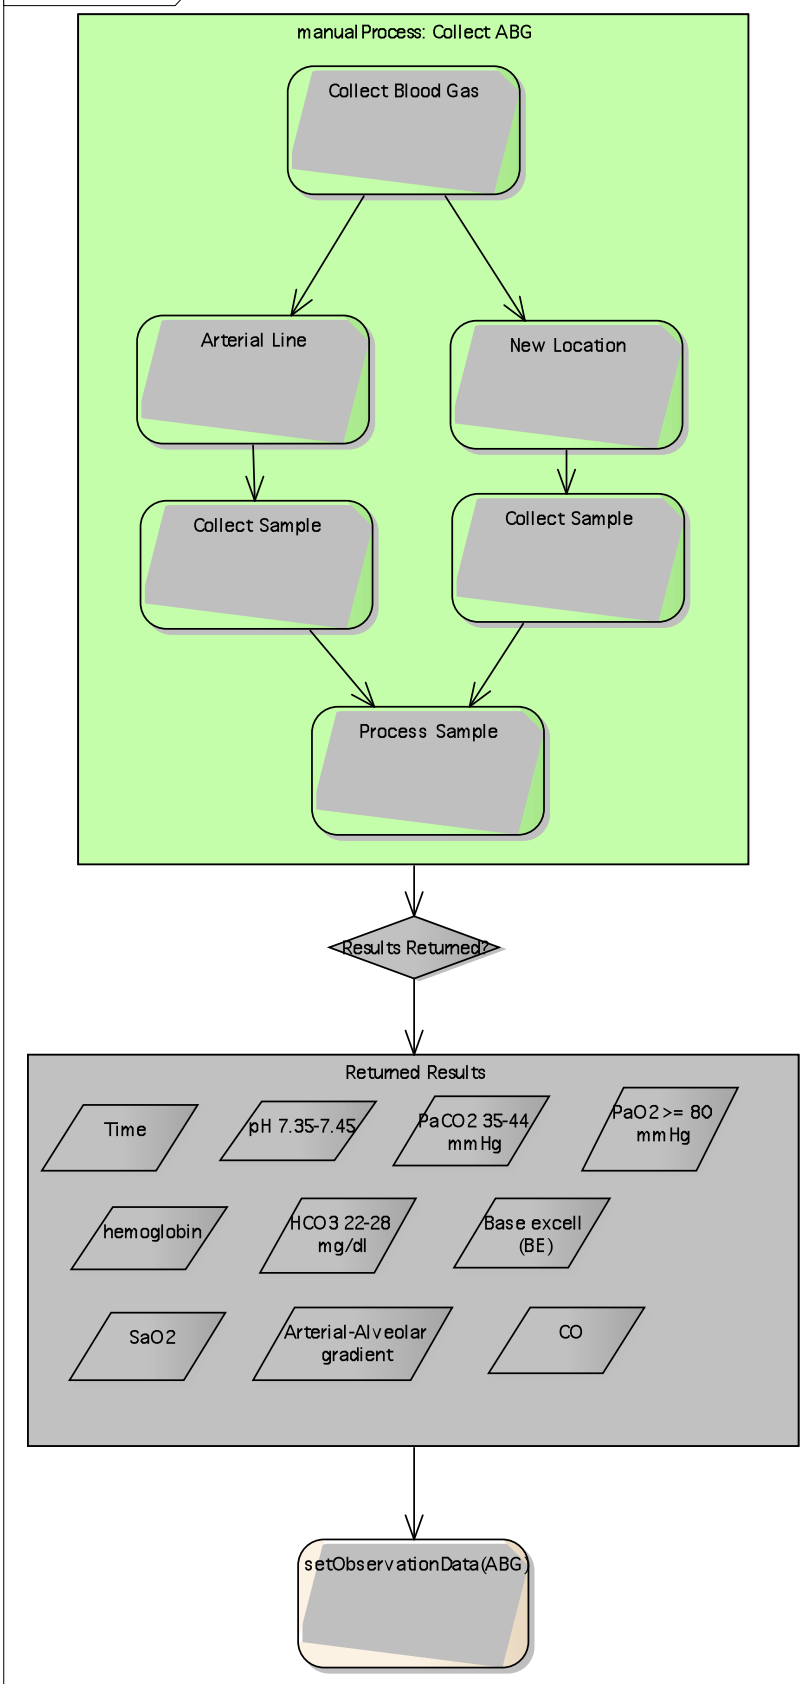 manualProcess: Collect ABG
Collect Blood Gas
Arterial Line
New Location
Collect Sample
Collect Sample
Process Sample
Results Returned?
Returned Results
Time
pH 7.35-7.45
PaCO2 35-44
mmHg
PaO2 >= 80
mmHg
hemoglobin
HCO3 22-28
mg/dl
Base excell
(BE)
SaO2
Arterial-Alveolar
gradient
CO
setObservationData(ABG)